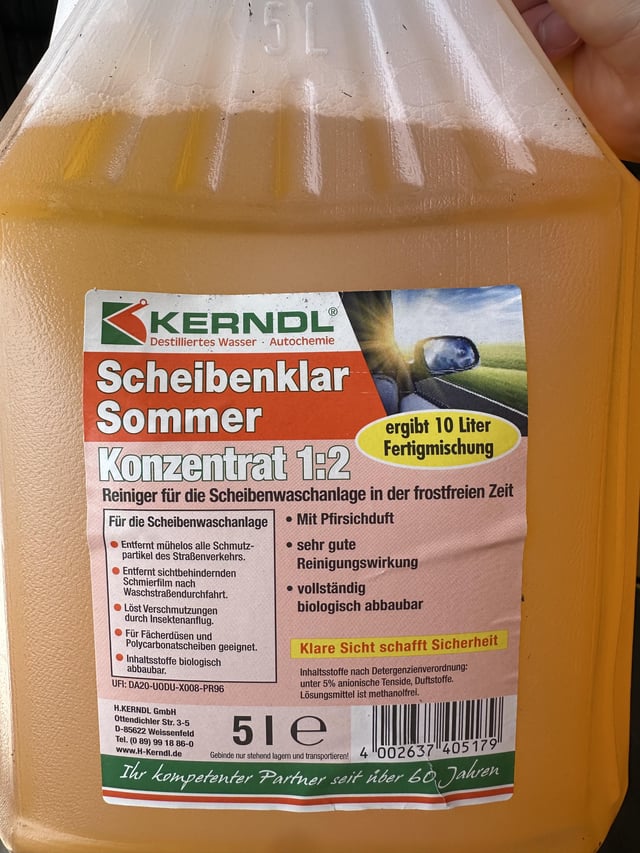 5L
KERNDL®
Destilliertes Wasser · Autochemie
Scheibenklar
Sommer
ergibt 10 Liter
Fertigmischung
Konzentrat 1:2
Reiniger für die Scheibenwaschanlage in der frostfreien Zeit
Für die Scheibenwaschanlage
• Entfernt mühelos alle Schmutz-
partikel des Straßenverkehrs.
• Entfernt sichtbehindernden
Schmierfilm nach
Waschstraßendurchfahrt.
• Löst Verschmutzungen
durch Insektenanflug.
• Für Fächerdüsen und
Polycarbonatscheiben geeignet.
• Inhaltsstoffe biologisch
abbaubar.
UFI: DA20-U0DU-X008-PR96
• Mit Pfirsichduft
• sehr gute
Reinigungswirkung
• vollständig
biologisch abbaubar
Klare Sicht schafft Sicherheit
Inhaltsstoffe nach Detergenzienverordnung:
unter 5% anionische Tenside, Duftstoffe.
Lösungsmittel ist methanolfrei.
H.KERNDL GmbH
Ottendichler Str. 3-5
D-85622 Weissenfeld
Tel. (0 89) 99 18 86-0
www.H-Kerndl.de
5 l e
Gebinde nur stehend lagern und transportieren!
4 002637 405179
Ihr kompetenter Partner seit über 60 Jahren